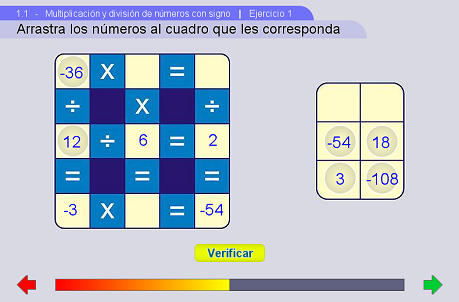 1.1 - Multiplicación y división de números con signo | Ejercicio 1
Arrastra los números al cuadro que les corresponda
-36 X =
÷ X ÷
12 ÷ 6 = 2
= = =
-3 X = -54
-54 18
3 -108
Verificar